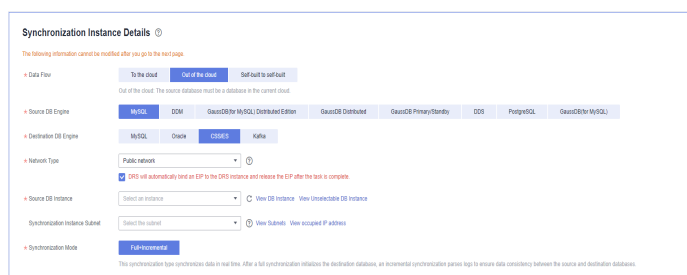 Synchronization Instance Details
The following information cannot be modified after you go to the next page.
* Data Flow To the cloud Out of the cloud Self-built to self-built
Out of the cloud: The source database must be a database in the current cloud.
* Source DB Engine MySQL DDM GaussDB(for MySQL) Distributed Edition GaussDB Distributed GaussDB Primary/Standby DDS PostgreSQL GaussDB(for MySQL)
* Destination DB Engine MySQL Oracle CSS/ES Kafka
* Network Type Public network
DRS will automatically bind an EIP to the DRS instance and release the EIP after the task is complete.
* Source DB Instance Select an instance View DB Instance View Unselectable DB Instance
Synchronization Instance Subnet Select the subnet View Subnets View occupied IP address
* Synchronization Mode Full+Incremental
This synchronization type synchronizes data in real time. After a full synchronization initializes the destination database, an incremental synchronization parses logs to ensure data consistency between the source and destination databases.